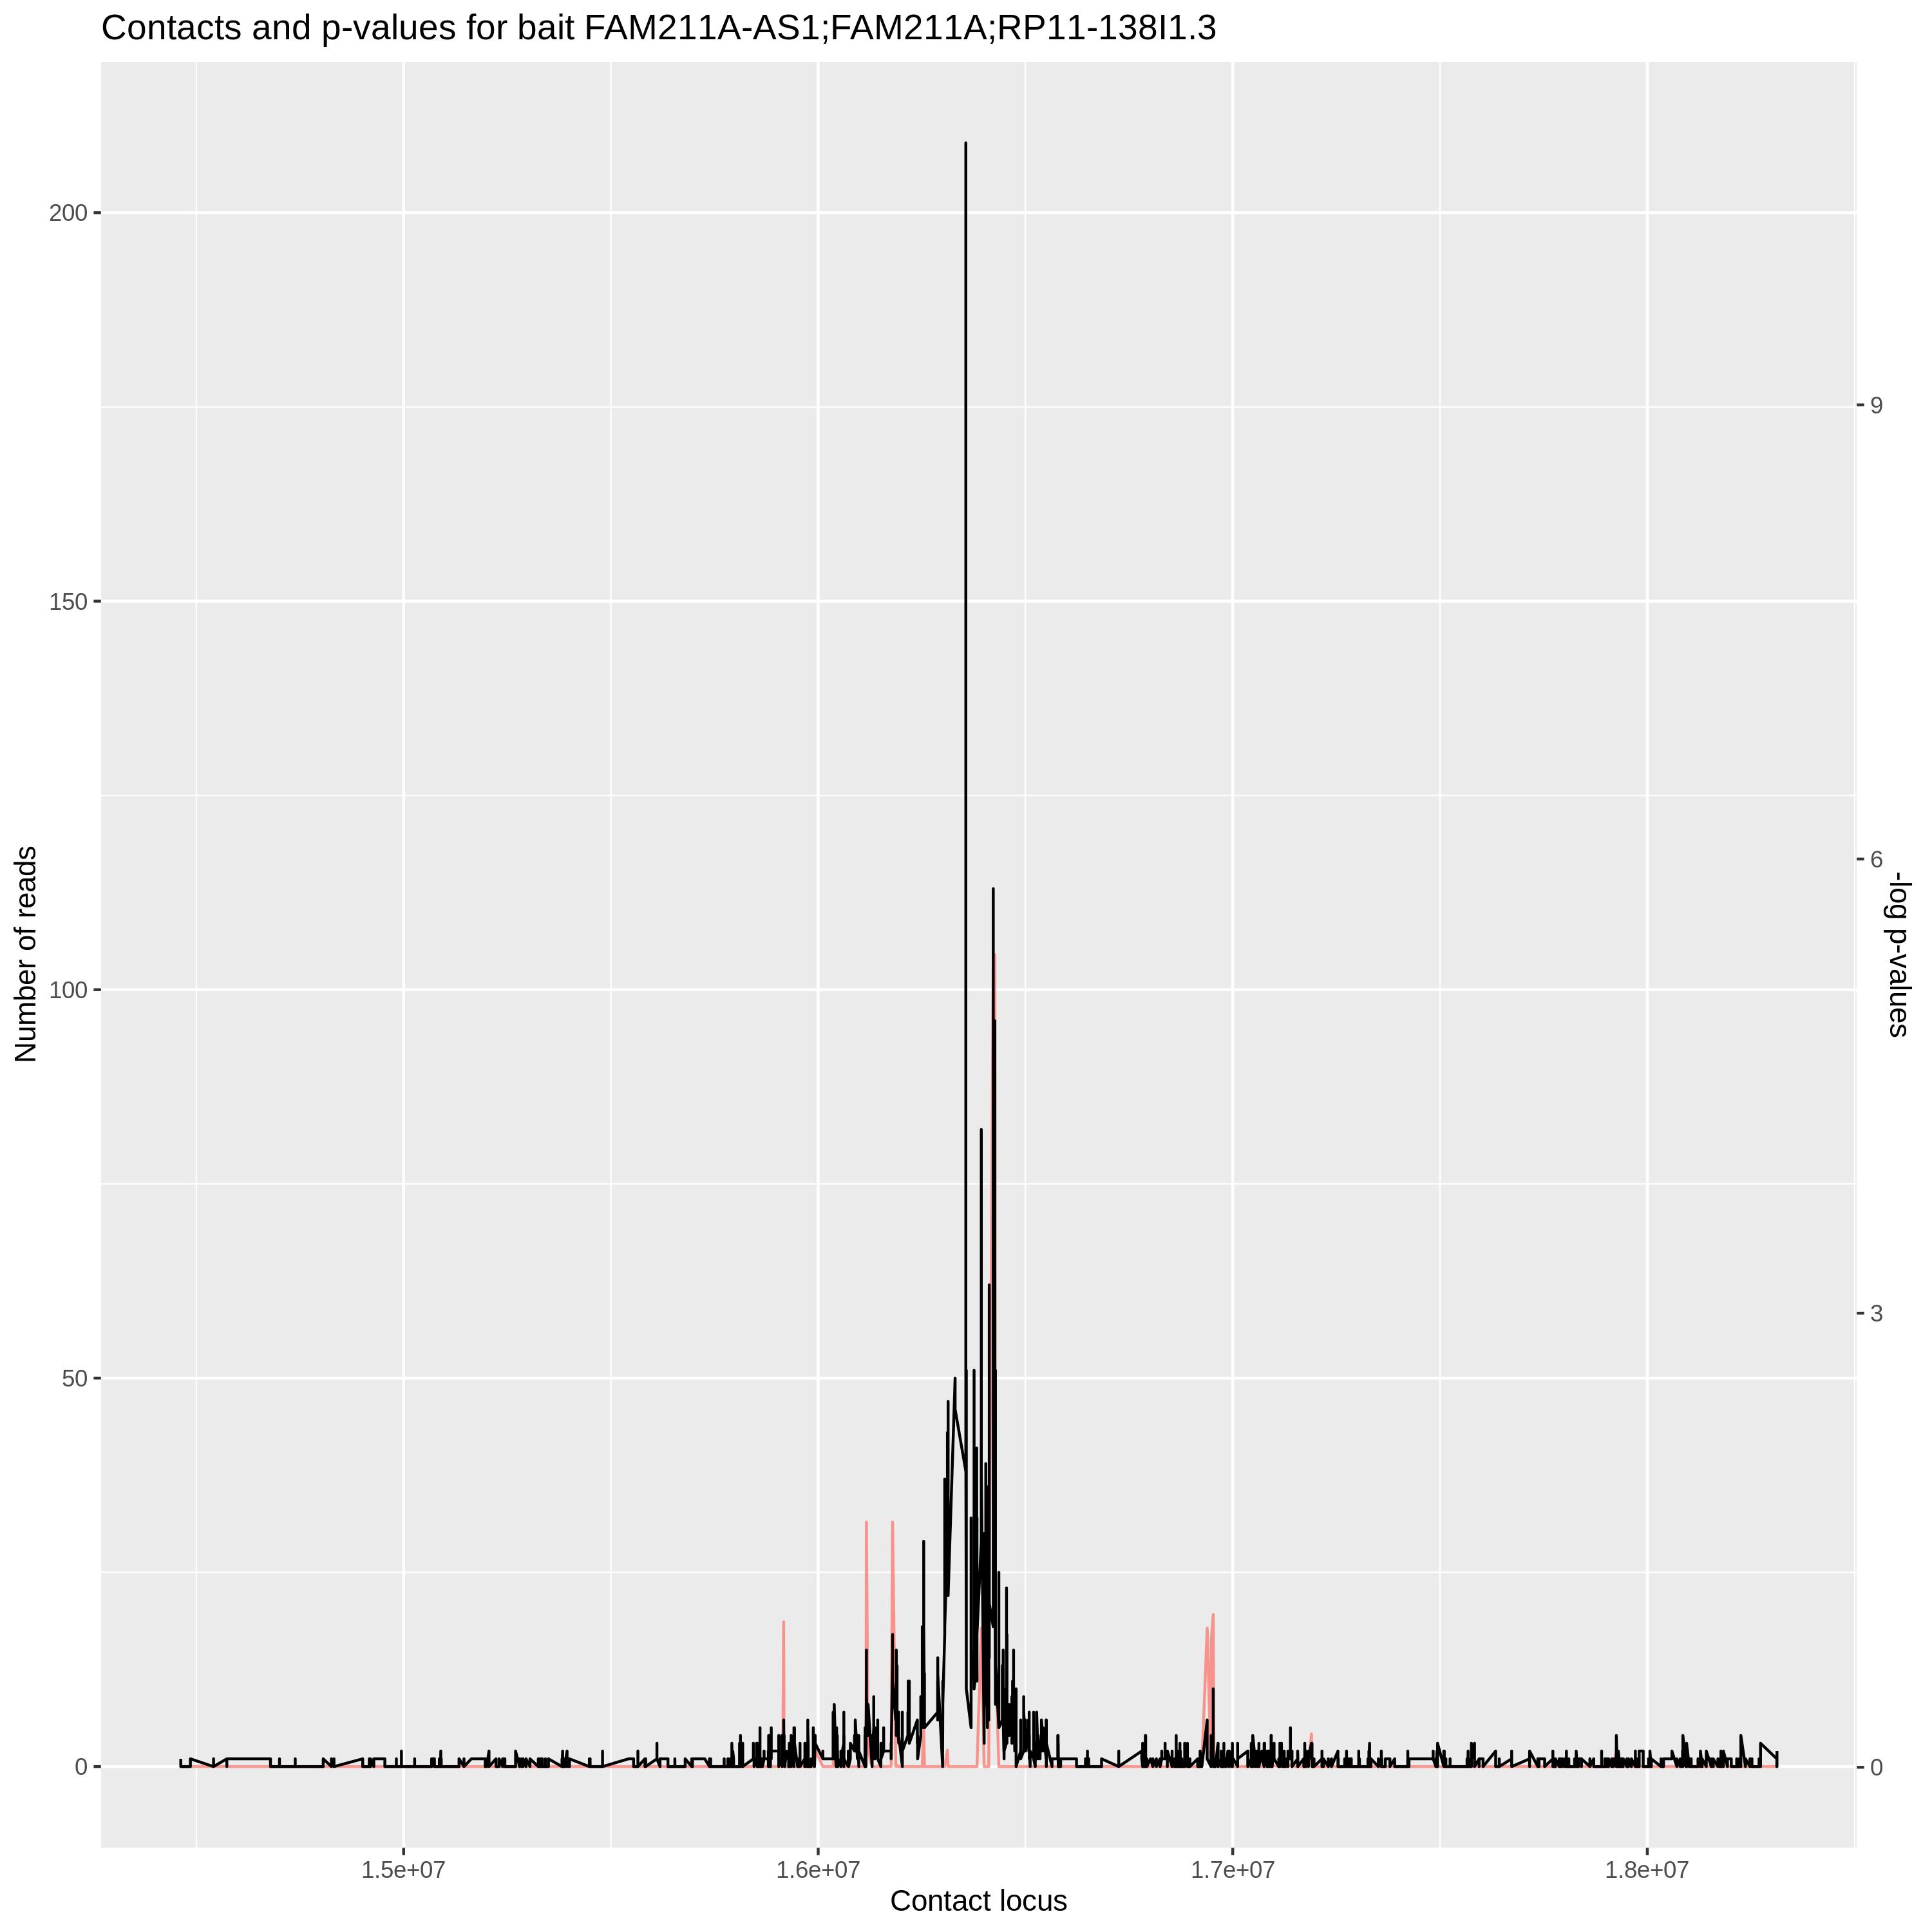 Contacts and p-values for bait FAM211A-AS1;FAM211A;RP11-138I1.3
200
150
100
50
0
Number of reads
9
6
3
0
-log p-values
1.5e+07 1.6e+07 1.7e+07 1.8e+07
Contact locus